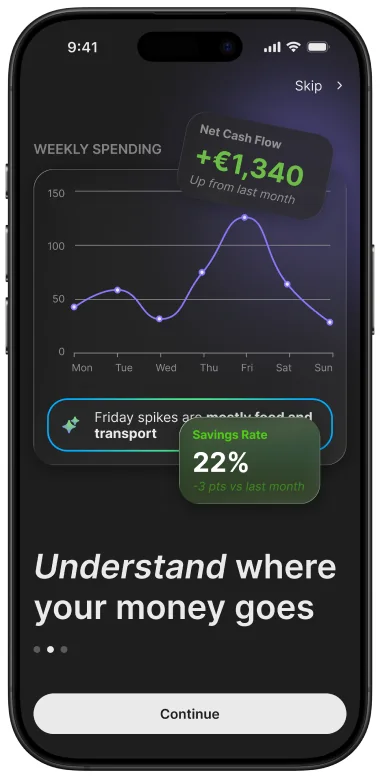 9:41
Skip
WEEKLY SPENDING
Net Cash Flow
+€1,340
Up from last month
150
100
50
0
Mon Tue Wed Thu Fri Sat Sun
Friday spikes are mostly food and
transport
Savings Rate
22%
-3 pts vs last month
Understand where
your money goes
Continue